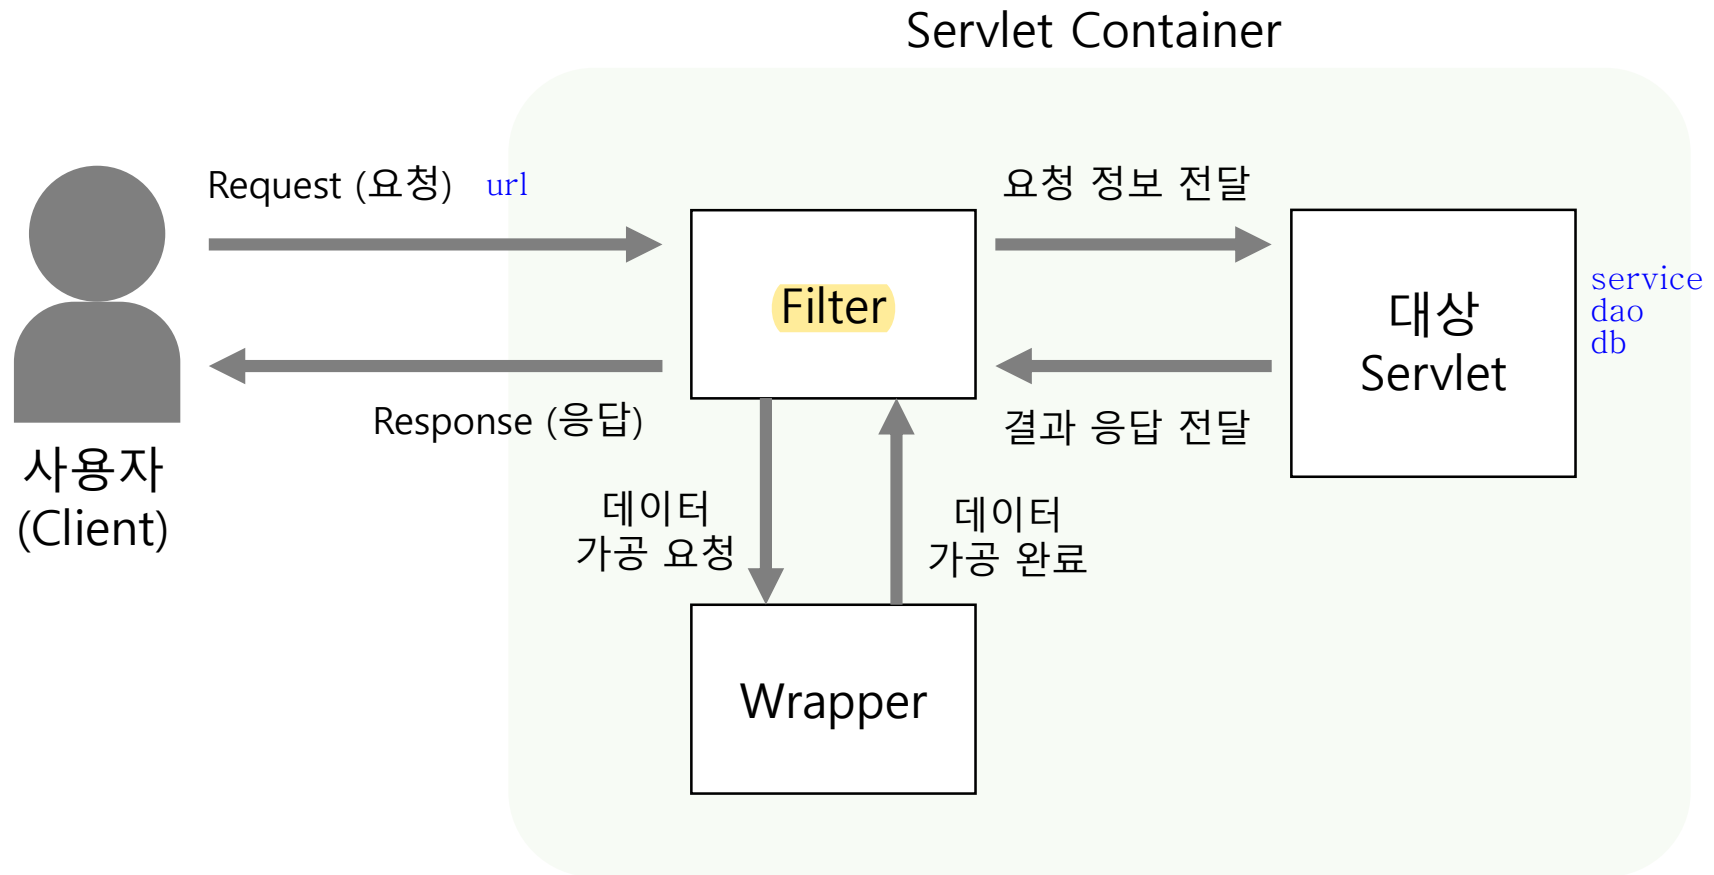 Servlet Container
Request (요청) url
요청 정보 전달
Filter
대상
Servlet
service
dao
db
Response (응답)
결과 응답 전달
사용자
(Client)
데이터
가공 요청
데이터
가공 완료
Wrapper